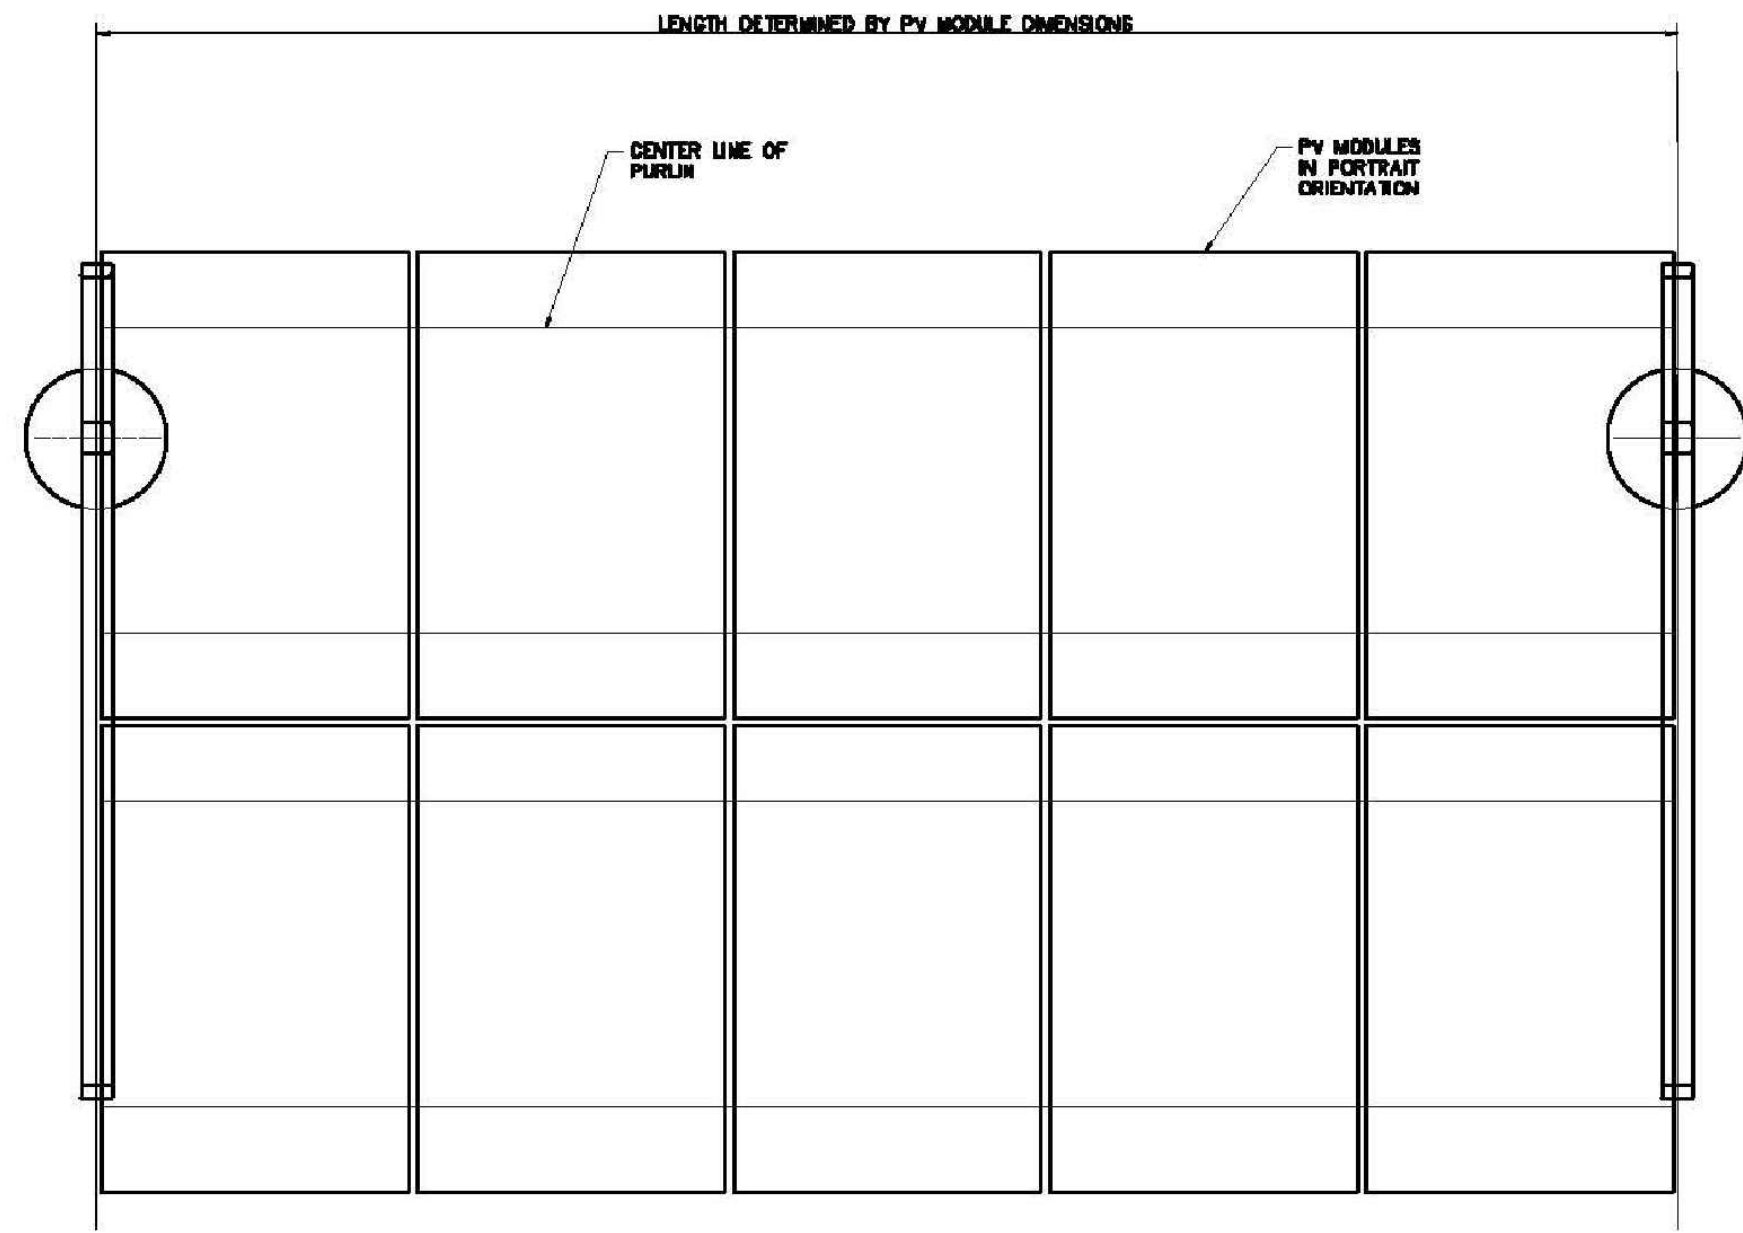 LENGTH DETERMINED BY PV MODULE DIMENSIONS
CENTER LINE OF
PURLIN
PV MODULES
IN PORTRAIT
ORIENTATION